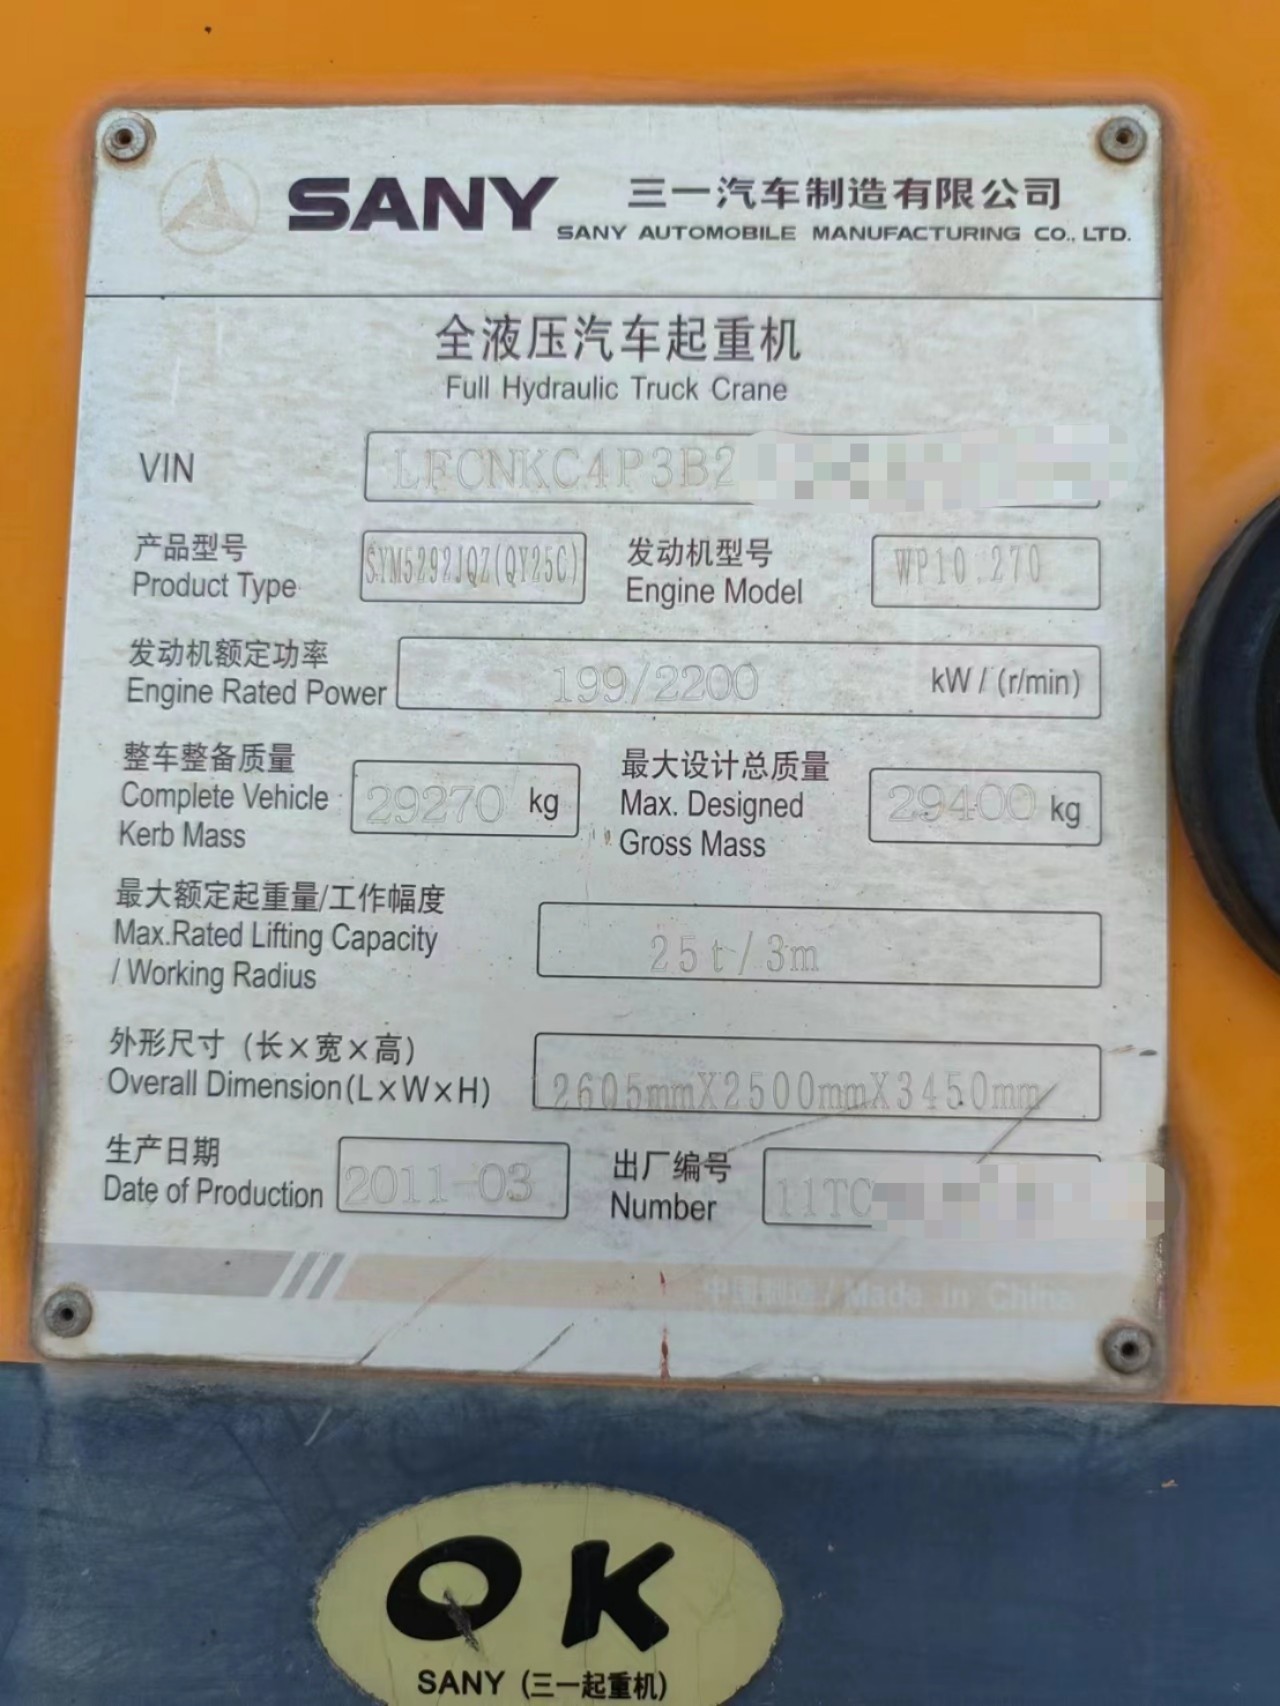 SANY 三一汽车制造有限公司
SANY AUTOMOBILE MANUFACTURING CO., LTD.
全液压汽车起重机
Full Hydraulic Truck Crane
VIN LFCNKC4P3B2
产品型号 SYM5292JQZ(QY25C) 发动机型号 WP10.270
Product Type Engine Model
发动机额定功率
Engine Rated Power 199/2200 kW / (r/min)
整车整备质量 最大设计总质量
Complete Vehicle 29270 kg Max. Designed 29400 kg
Kerb Mass Gross Mass
最大额定起重量/工作幅度
Max.Rated Lifting Capacity 25t/3m
/ Working Radius
外形尺寸 (长×宽×高)
Overall Dimension(L×W×H) 2605mmX2500mmX3450mm
生产日期 出厂编号
Date of Production 2011-03 Number 11TC
中国制造 / Made in China
OK
SANY (三一起重机)